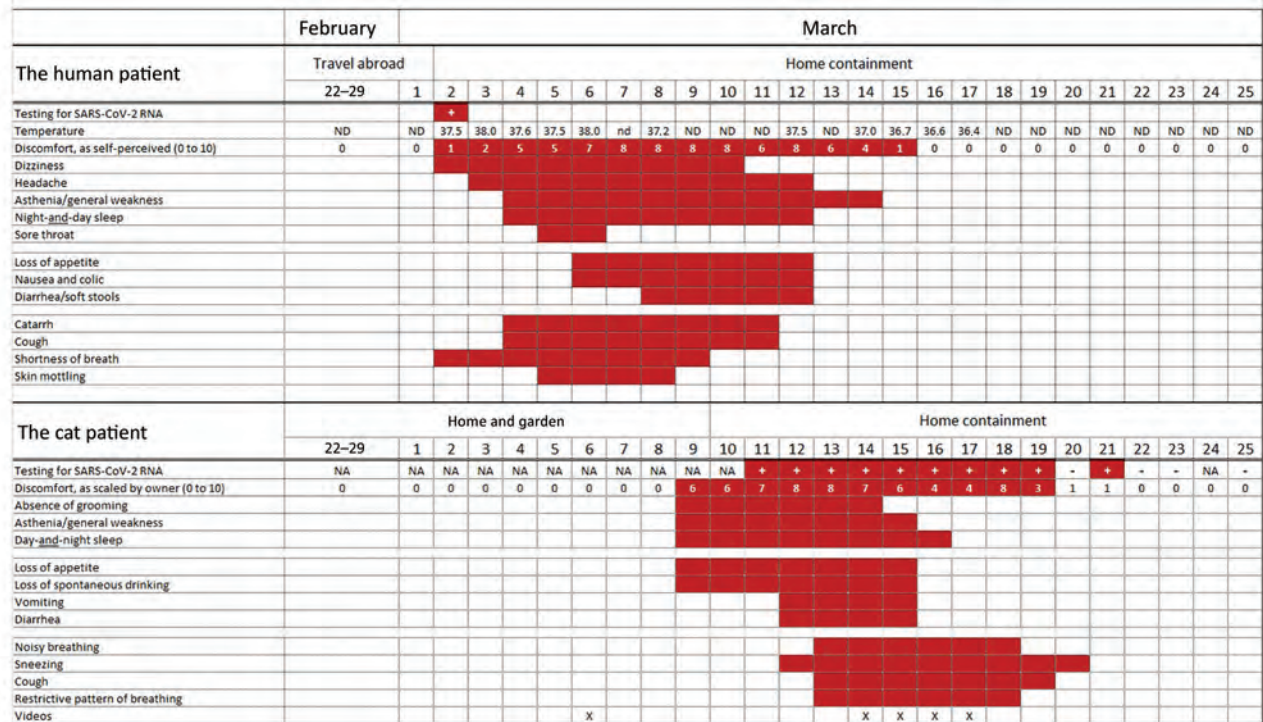 February March
The human patient Travel abroad Home containment
22–29 1 2 3 4 5 6 7 8 9 10 11 12 13 14 15 16 17 18 19 20 21 22 23 24 25
Testing for SARS-CoV-2 RNA +
Temperature ND ND 37.5 38.0 37.6 37.5 38.0 nd 37.2 ND ND ND 37.5 ND 37.0 36.7 36.6 36.4 ND ND ND ND ND ND ND ND
Discomfort, as self-perceived (0 to 10) 0 0 1 2 5 5 7 8 8 8 8 6 8 6 4 1 0 0 0 0 0 0 0 0 0 0
Dizziness
Headache
Asthenia/general weakness
Night-and-day sleep
Sore throat
Loss of appetite
Nausea and colic
Diarrhea/soft stools
Catarrh
Cough
Shortness of breath
Skin mottling
The cat patient Home and garden Home containment
22–29 1 2 3 4 5 6 7 8 9 10 11 12 13 14 15 16 17 18 19 20 21 22 23 24 25
Testing for SARS-CoV-2 RNA NA NA NA NA NA NA NA NA NA NA NA + + + + + + + + + - + - - NA -
Discomfort, as scaled by owner (0 to 10) 0 0 0 0 0 0 0 0 0 6 6 7 8 8 7 6 4 4 8 3 1 1 0 0 0 0
Absence of grooming
Asthenia/general weakness
Day-and-night sleep
Loss of appetite
Loss of spontaneous drinking
Vomiting
Diarrhea
Noisy breathing
Sneezing
Cough
Restrictive pattern of breathing
Videos X X X X X